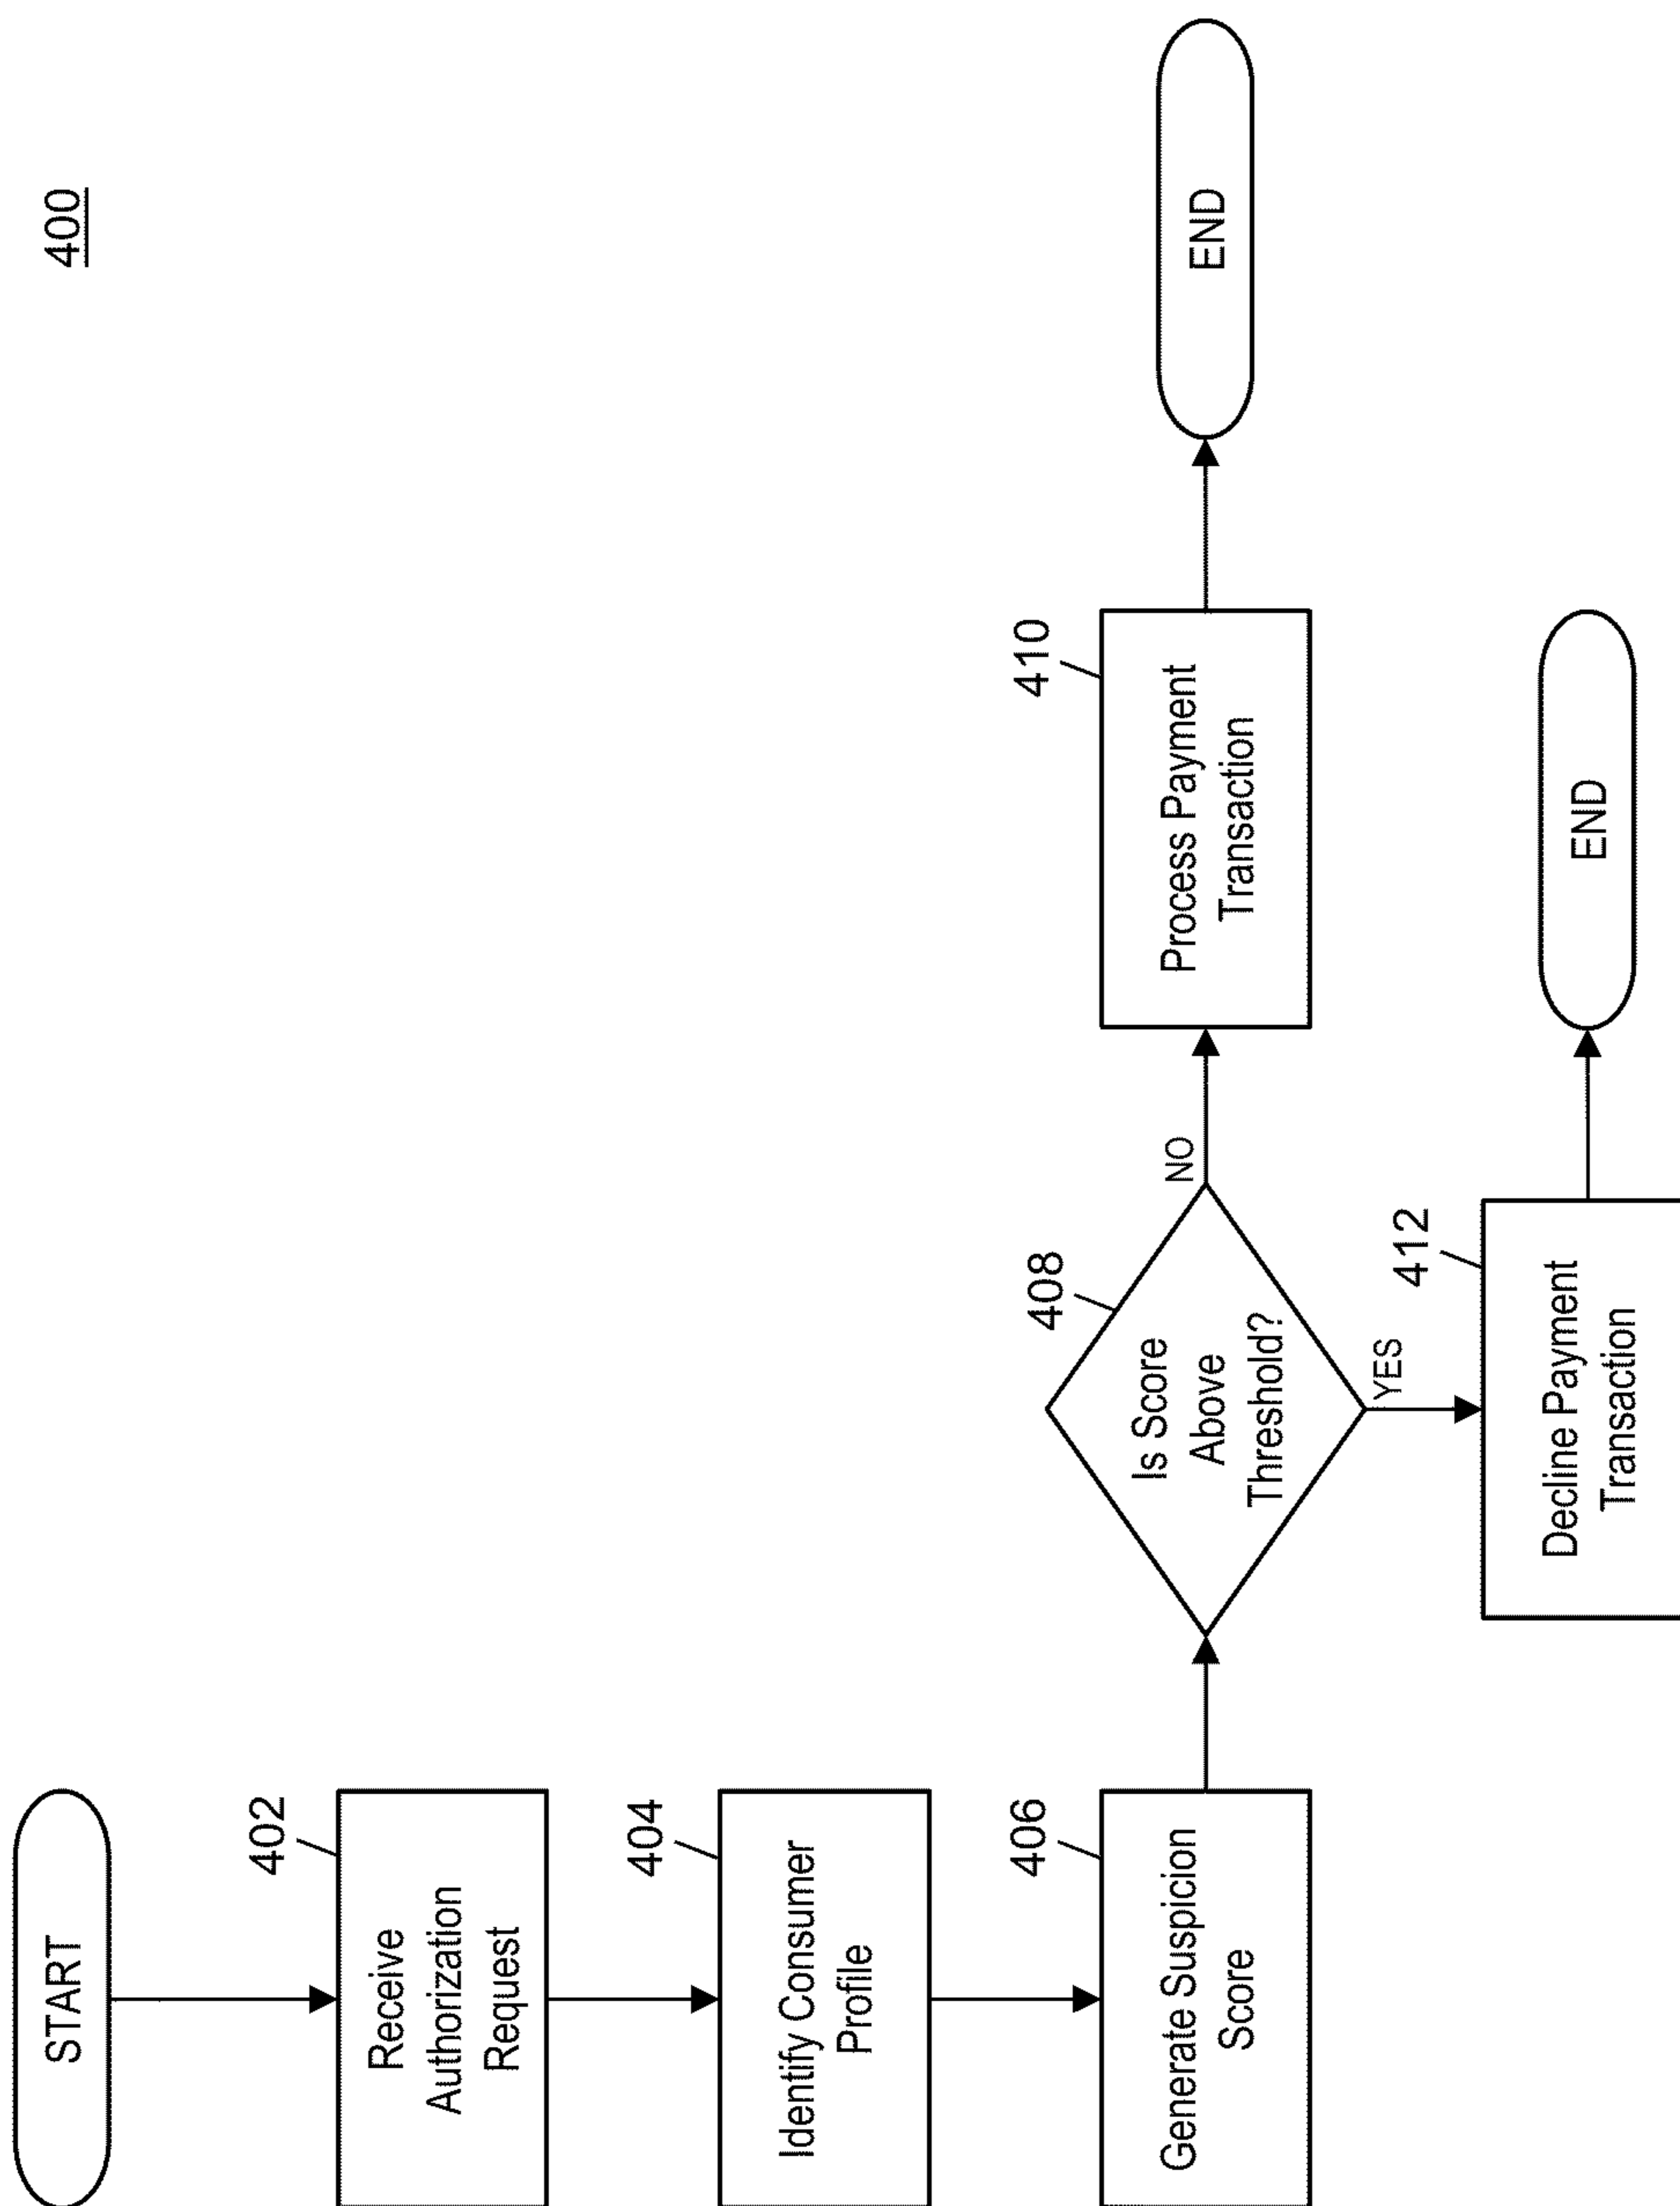 400
START
402
Receive
Authorization
Request
404
Identify Consumer
Profile
406
Generate Suspicion
Score
408
Is Score
Above
Threshold?
NO
410
Process Payment
Transaction
END
YES
412
Decline Payment
Transaction
END